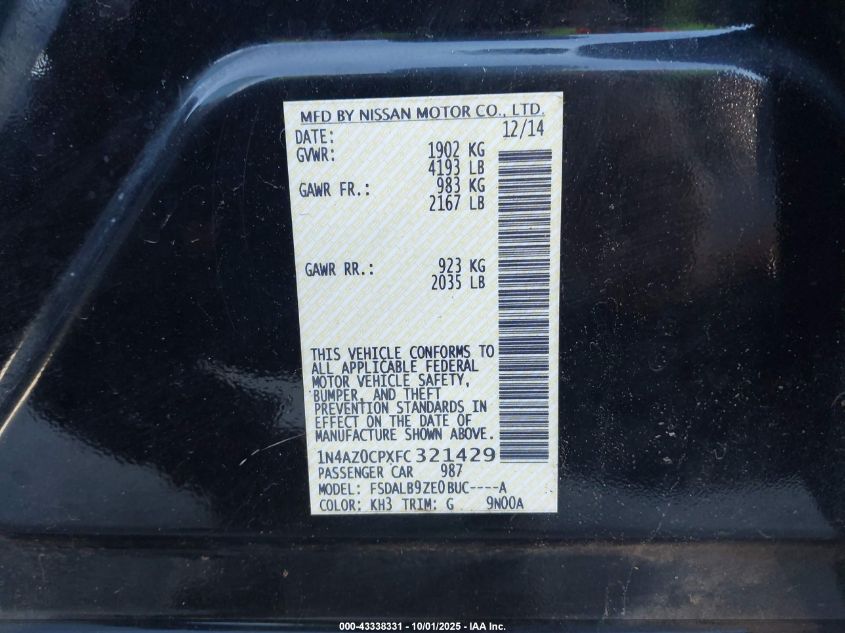 MFD BY NISSAN MOTOR CO., LTD.
DATE: 12/14
GVWR: 1902 KG
4193 LB
GAWR FR.: 983 KG
2167 LB
GAWR RR.: 923 KG
2035 LB
THIS VEHICLE CONFORMS TO
ALL APPLICABLE FEDERAL
MOTOR VEHICLE SAFETY,
BUMPER, AND THEFT
PREVENTION STANDARDS IN
EFFECT ON THE DATE OF
MANUFACTURE SHOWN ABOVE.
1N4AZ0CPXFC 321429
PASSENGER CAR 987
MODEL: FSDALB9ZE0BUC----A
COLOR: KH3 TRIM: G 9N00A
000-43338331 - 10/01/2025 - IAA Inc.